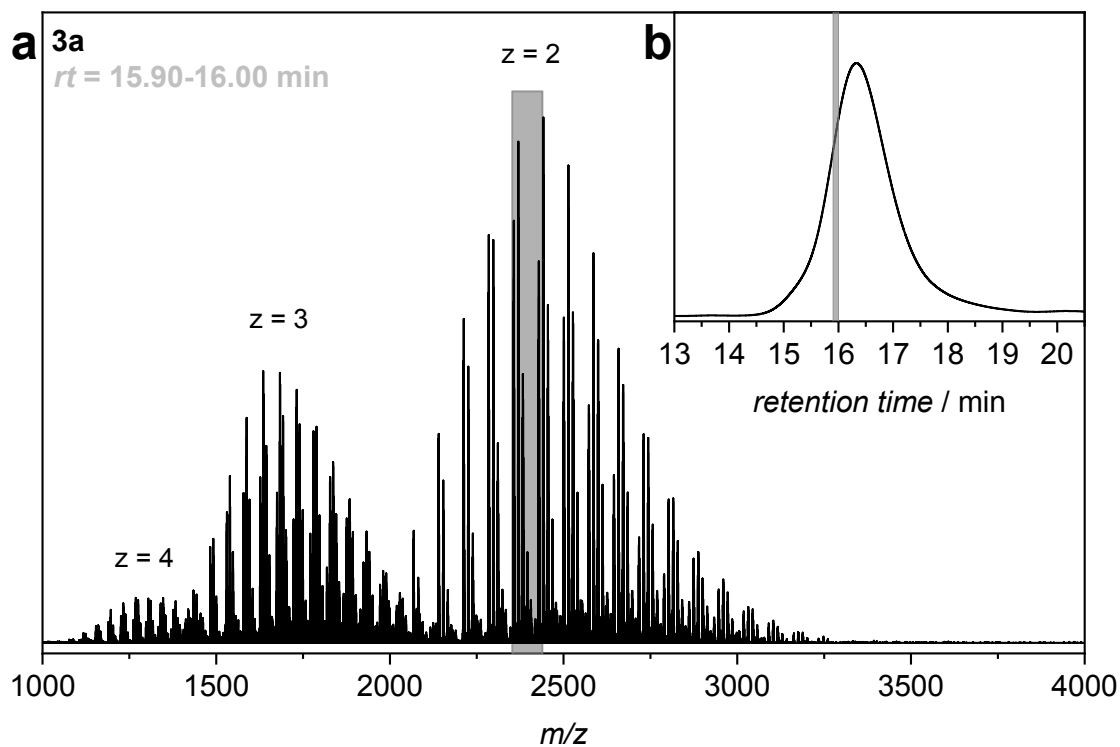 a
3a
rt = 15.90-16.00 min
z = 2
z = 3
z = 4
1000 1500 2000 2500 3000 3500 4000
m/z
b
13 14 15 16 17 18 19 20
retention time / min